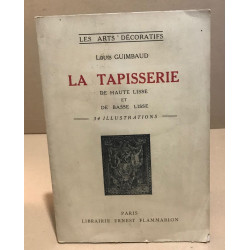 LES ARTS DÉCORATIFS
LOUIS GUIMBAUD
LA TAPISSERIE
DE HAUTE LISSE
ET
DE BASSE LISSE
34 ILLUSTRATIONS
PARIS
LIBRAIRIE ERNEST FLAMMARION